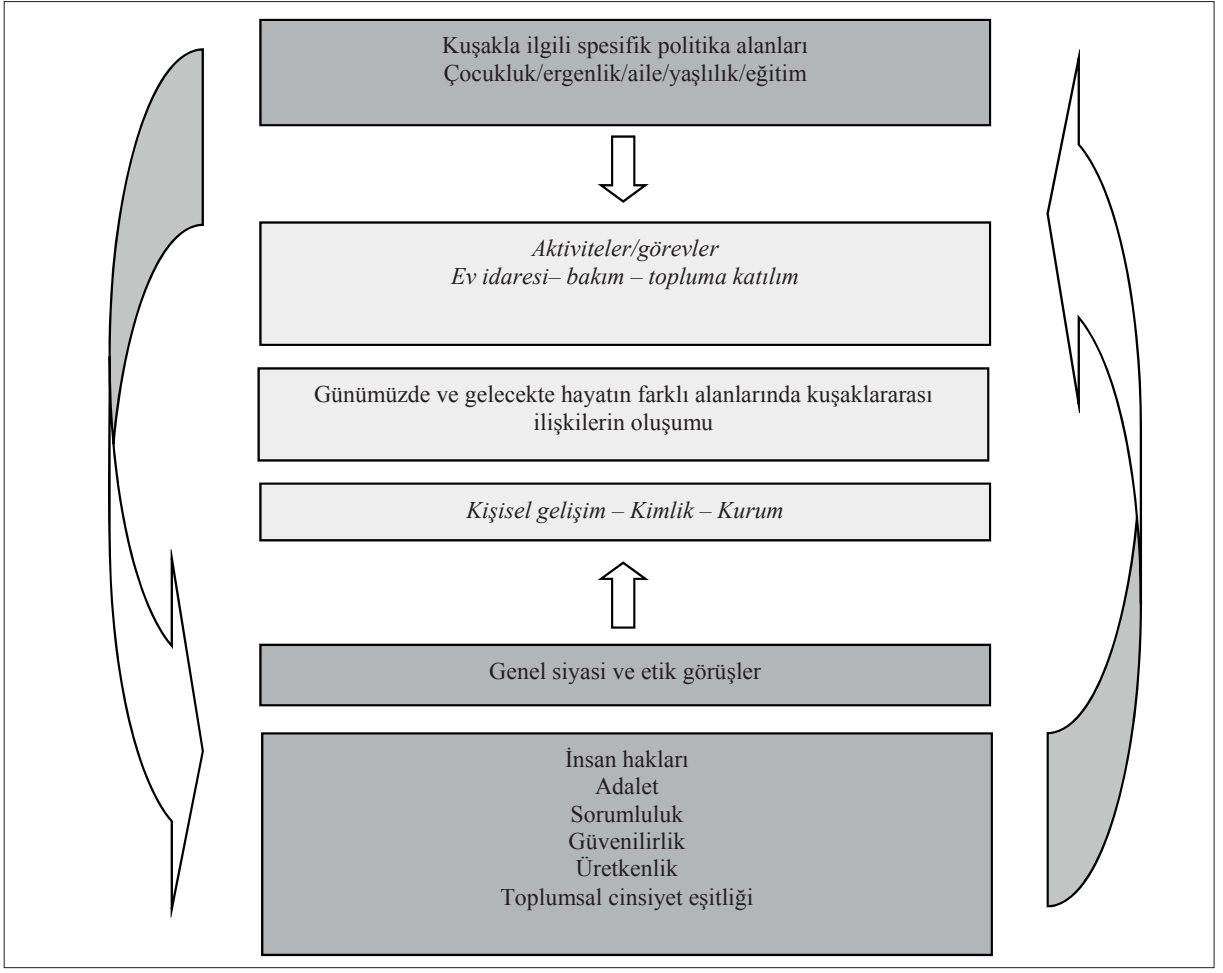 Kuşakla ilgili spesifik politika alanları
Çocukluk/ergenlik/aile/yaşlılık/eğitim
Aktiviteler/görevler
Ev idaresi– bakım – topluma katılım
Günümüzde ve gelecekte hayatın farklı alanlarında kuşaklararası
ilişkilerin oluşumu
Kişisel gelişim – Kimlik – Kurum
Genel siyasi ve etik görüşler
İnsan hakları
Adalet
Sorumluluk
Güvenilirlik
Üretkenlik
Toplumsal cinsiyet eşitliği